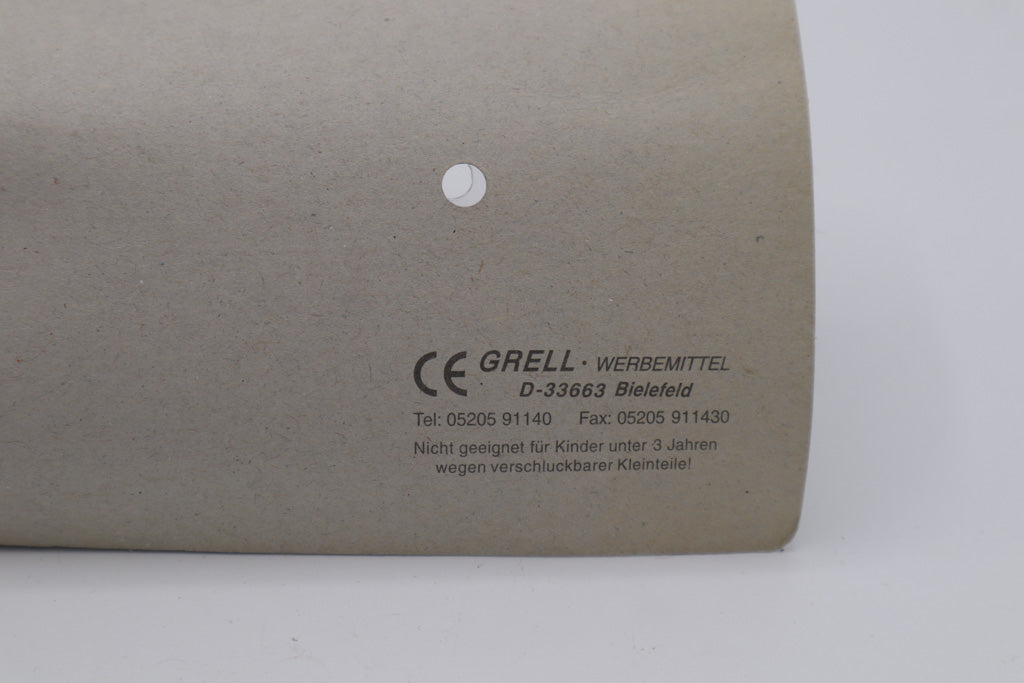 CE GRELL · WERBEMITTEL
D-33663 Bielefeld
Tel: 05205 91140 Fax: 05205 911430
Nicht geeignet für Kinder unter 3 Jahren
wegen verschluckbarer Kleinteile!